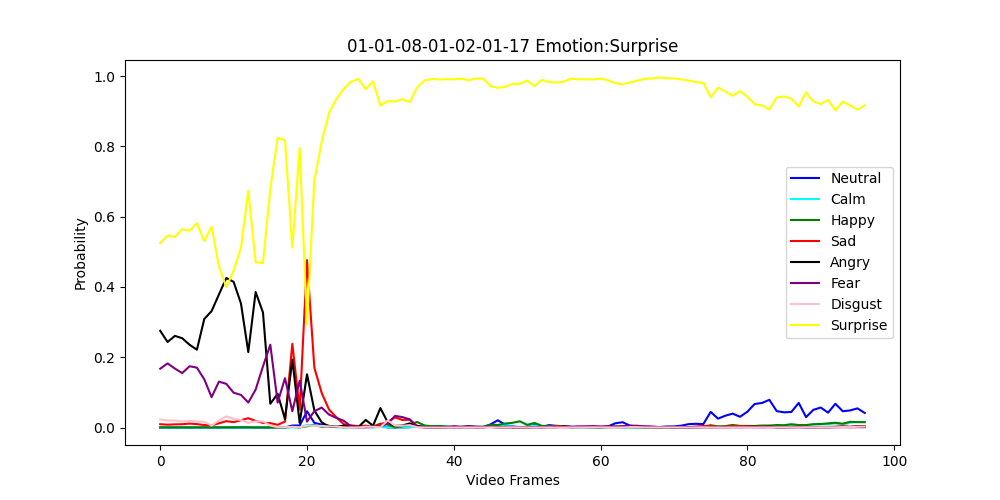 01-01-08-01-02-01-17 Emotion:Surprise
1.0
0.8
0.6
0.4
0.2
0.0
Probability
Neutral
Calm
Happy
Sad
Angry
Fear
Disgust
Surprise
0 20 40 60 80 100
Video Frames